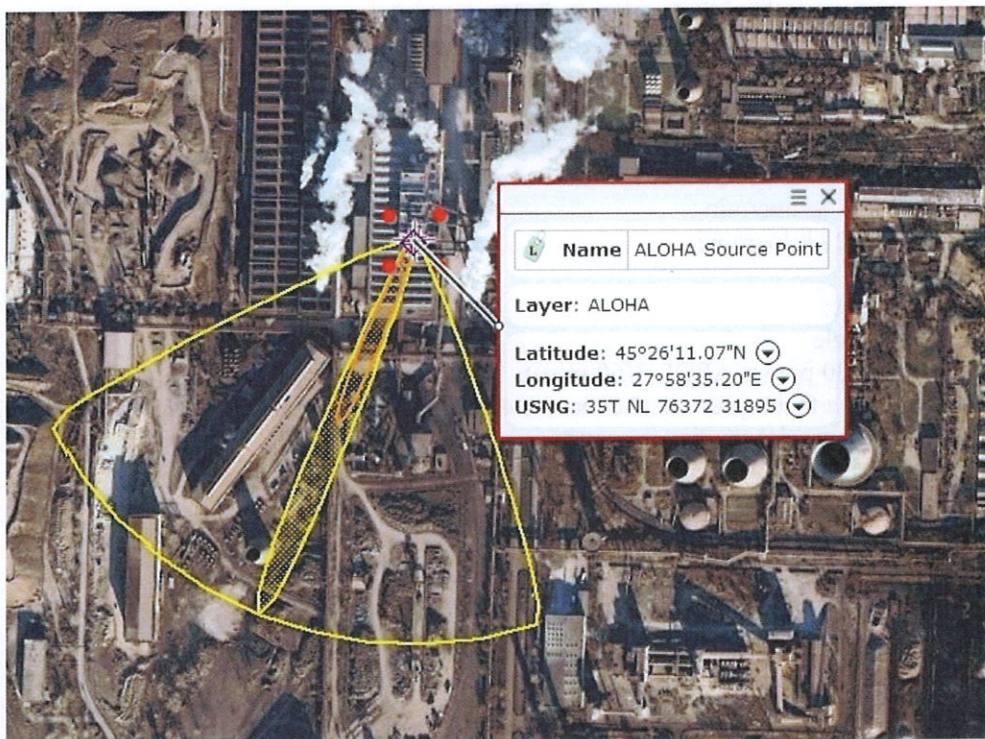 L Name ALOHA Source Point
Layer: ALOHA
Latitude: 45°26'11.07"N
Longitude: 27°58'35.20"E
USNG: 35T NL 76372 31895